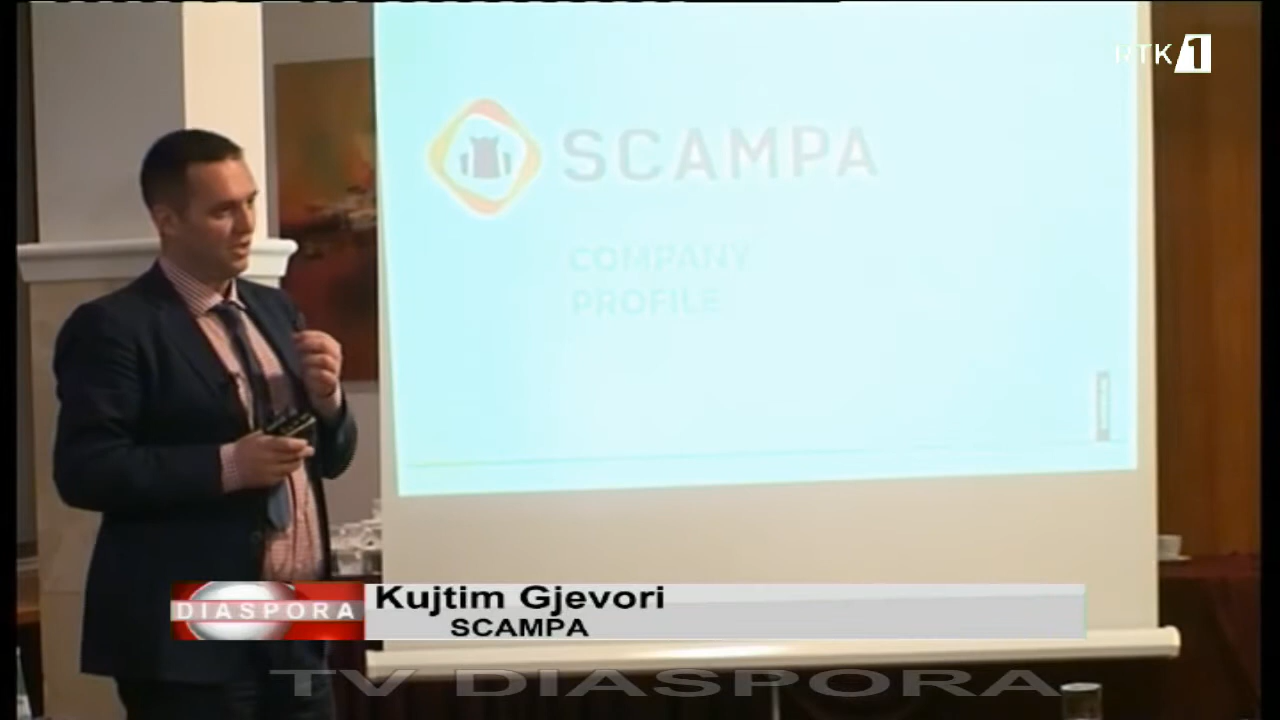 RTK 1
SCAMPA
COMPANY
PROFILE
DIASPORA
Kujtim Gjevori
SCAMPA
TV DIASPORA